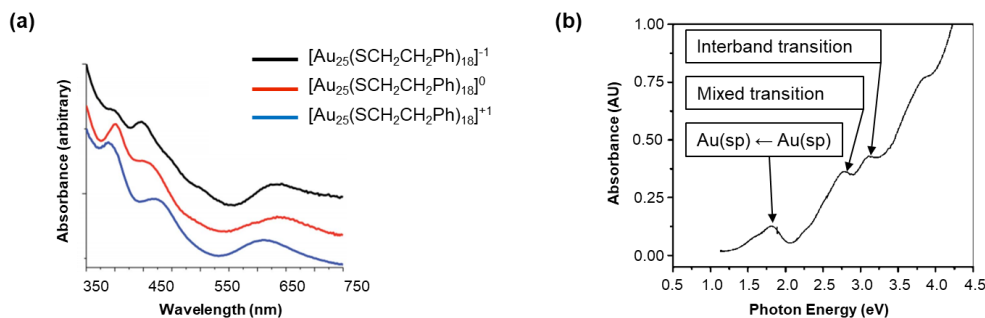 (a)
[Au₂₅(SCH₂CH₂Ph)₁₈]⁻¹
[Au₂₅(SCH₂CH₂Ph)₁₈]⁰
[Au₂₅(SCH₂CH₂Ph)₁₈]⁺¹
Absorbance (arbitrary)
350 450 550 650 750
Wavelength (nm)
(b)
1.00
0.75
0.50
0.25
0.00
Absorbance (AU)
Interband transition
Mixed transition
Au(sp) ← Au(sp)
0.5 1.0 1.5 2.0 2.5 3.0 3.5 4.0 4.5
Photon Energy (eV)